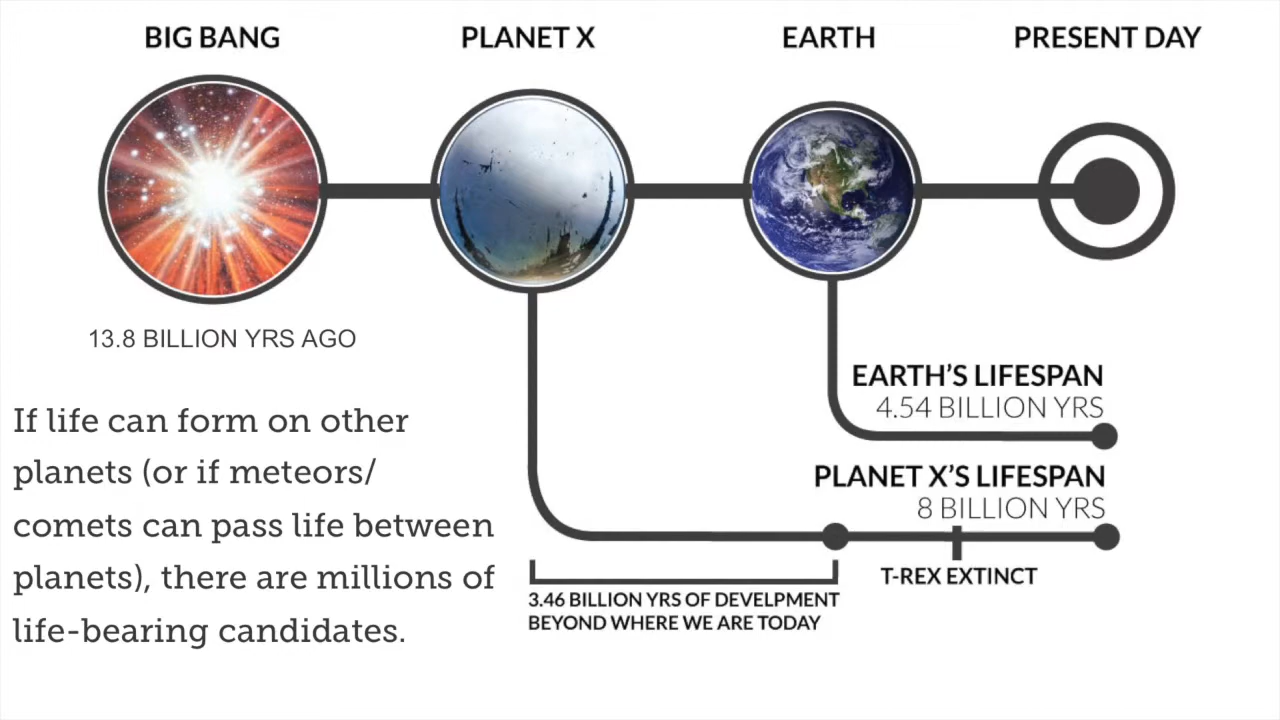 BIG BANG
PLANET X
EARTH
PRESENT DAY
13.8 BILLION YRS AGO
If life can form on other
planets (or if meteors/
comets can pass life between
planets), there are millions of
life-bearing candidates.
EARTH'S LIFESPAN
4.54 BILLION YRS
PLANET X'S LIFESPAN
8 BILLION YRS
T-REX EXTINCT
3.46 BILLION YRS OF DEVELPMENT
BEYOND WHERE WE ARE TODAY